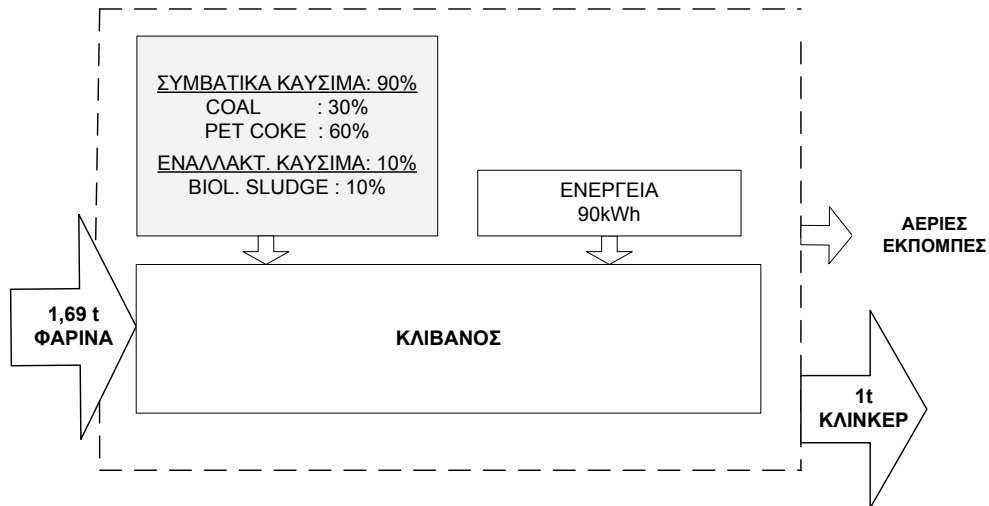 ΣΥΜΒΑΤΙΚΑ ΚΑΥΣΙΜΑ: 90%
COAL : 30%
PET COKE : 60%
ΕΝΑΛΛΑΚΤ. ΚΑΥΣΙΜΑ: 10%
BIOL. SLUDGE : 10%
ΕΝΕΡΓΕΙΑ
90kWh
ΑΕΡΙΕΣ
ΕΚΠΟΜΠΕΣ
1,69 t
ΦΑΡΙΝΑ
ΚΛΙΒΑΝΟΣ
1t
ΚΛΙΝΚΕΡ